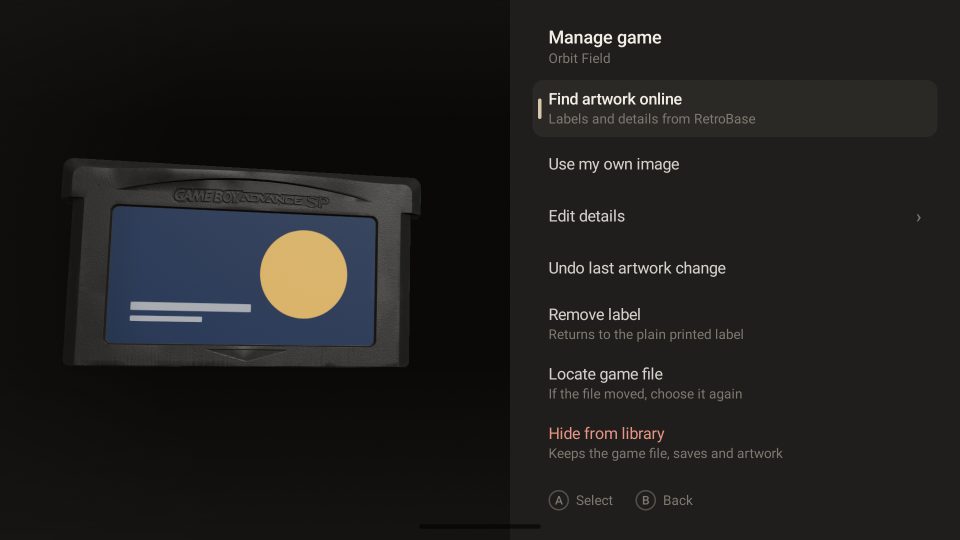 GAME BOY ADVANCE SP
Manage game
Orbit Field
Find artwork online
Labels and details from RetroBase
Use my own image
Edit details
Undo last artwork change
Remove label
Returns to the plain printed label
Locate game file
If the file moved, choose it again
Hide from library
Keeps the game file, saves and artwork
A Select B Back